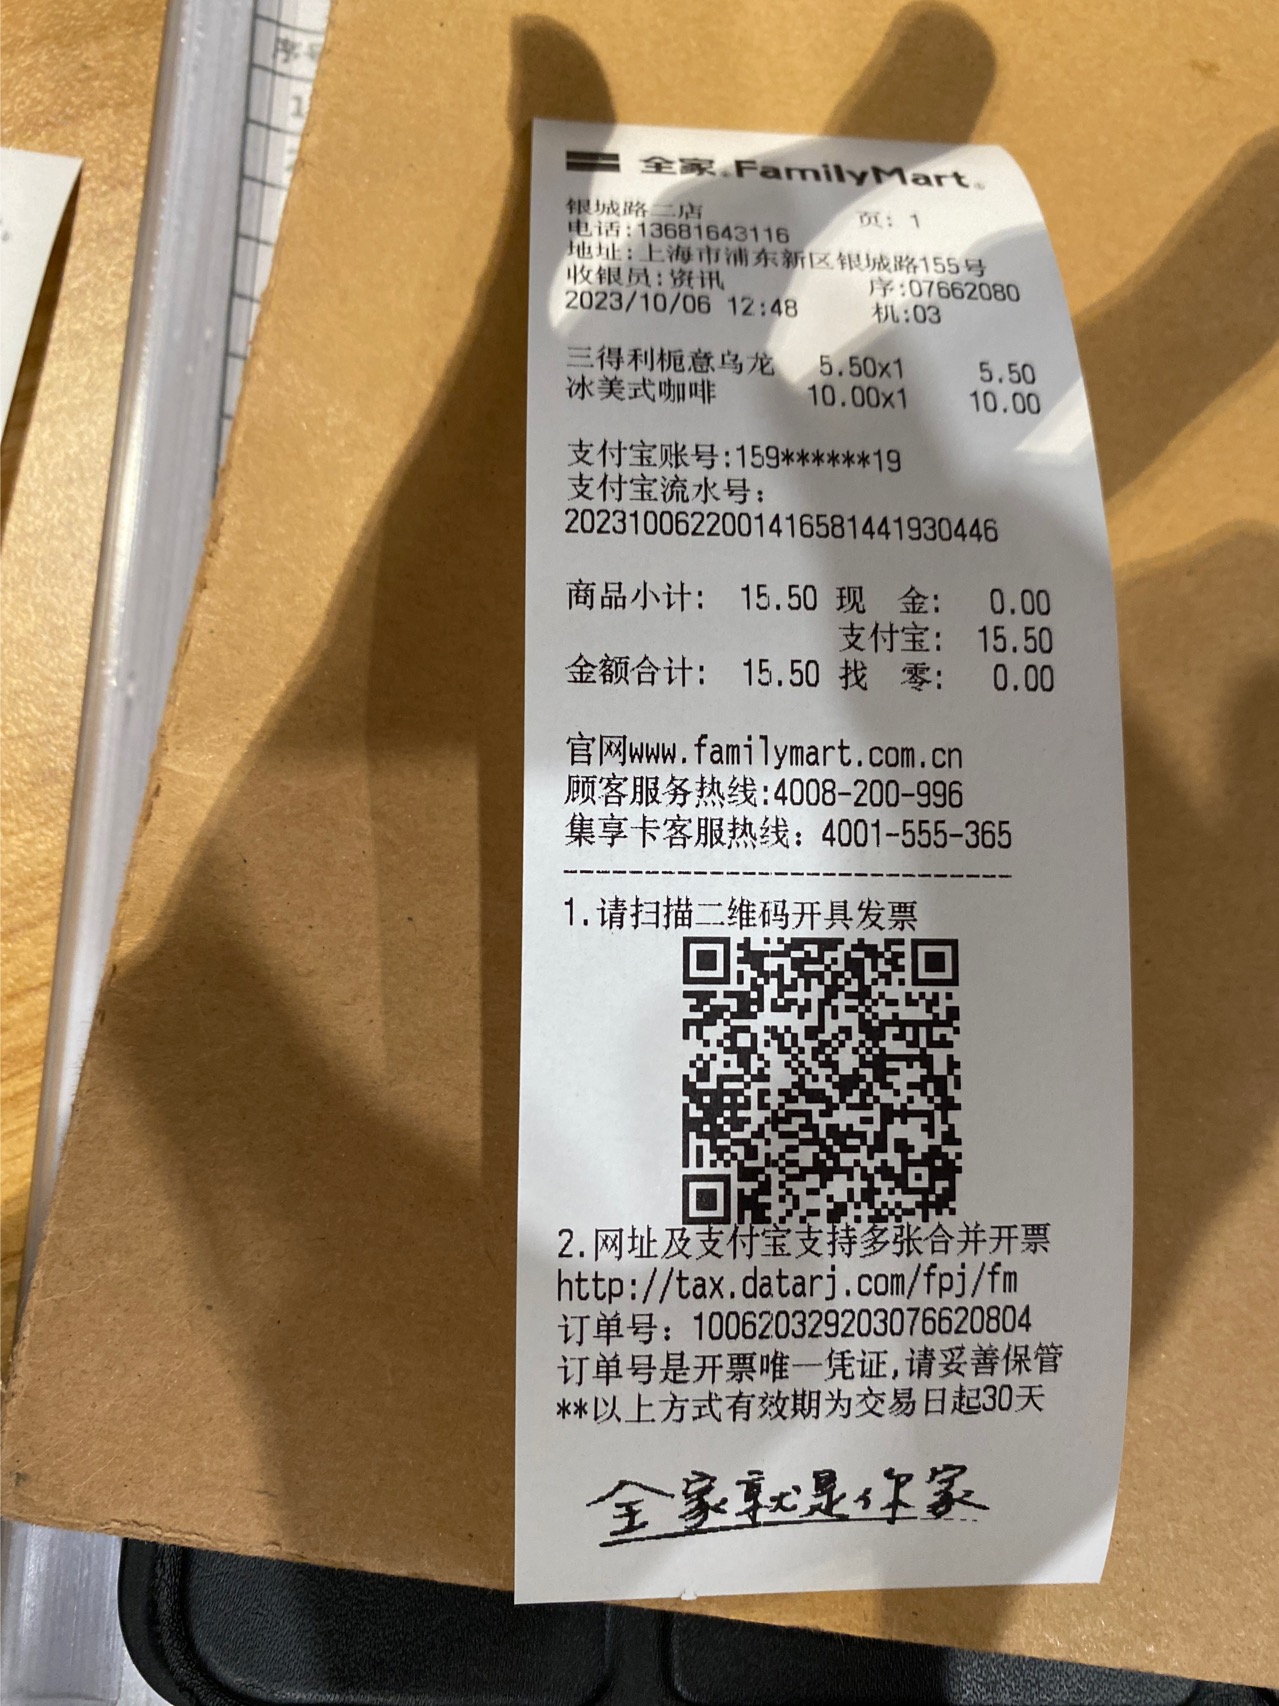 序号
1
全家®FamilyMart®
银城路二店 页: 1
电话:13681643116
地址:上海市浦东新区银城路155号
收银员:资讯 序:07662080
2023/10/06 12:48 机:03
三得利栀意乌龙 5.50x1 5.50
冰美式咖啡 10.00x1 10.00
支付宝账号:159******19
支付宝流水号:
2023100622001416581441930446
商品小计: 15.50 现 金: 0.00
支付宝: 15.50
金额合计: 15.50 找 零: 0.00
官网www.familymart.com.cn
顾客服务热线:4008-200-996
集享卡客服热线: 4001-555-365
----------------------------
1.请扫描二维码开具发票
2.网址及支付宝支持多张合并开票
http://tax.datarj.com/fpj/fm
订单号: 100620329203076620804
订单号是开票唯一凭证,请妥善保管
**以上方式有效期为交易日起30天
全家就是你家